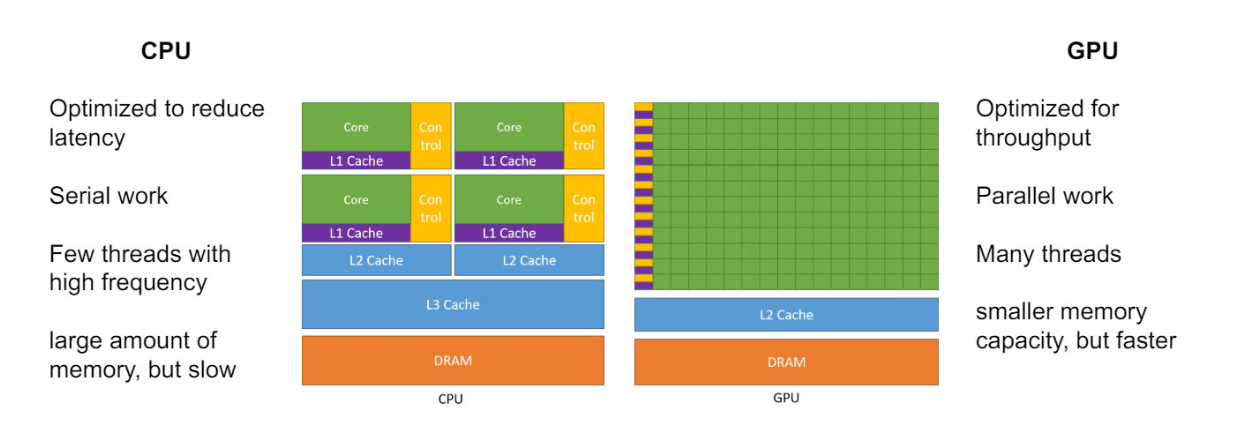 CPU
GPU
Optimized to reduce
latency
Serial work
Few threads with
high frequency
large amount of
memory, but slow
Core
Con
trol
L1 Cache
Core
Con
trol
L1 Cache
Core
Con
trol
L1 Cache
Core
Con
trol
L1 Cache
L2 Cache
L2 Cache
L3 Cache
DRAM
CPU
L2 Cache
DRAM
GPU
Optimized for
throughput
Parallel work
Many threads
smaller memory
capacity, but faster